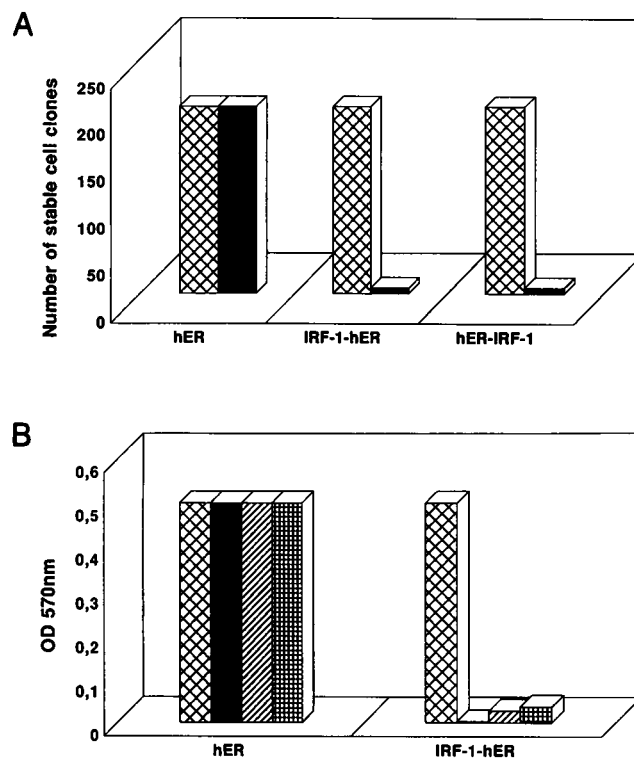 A
Number of stable cell clones
250
200
150
100
50
0
hER
IRF-1-hER
hER-IRF-1
B
OD 570nm
0,6
0,5
0,4
0,3
0,2
0,1
0
hER
IRF-1-hER